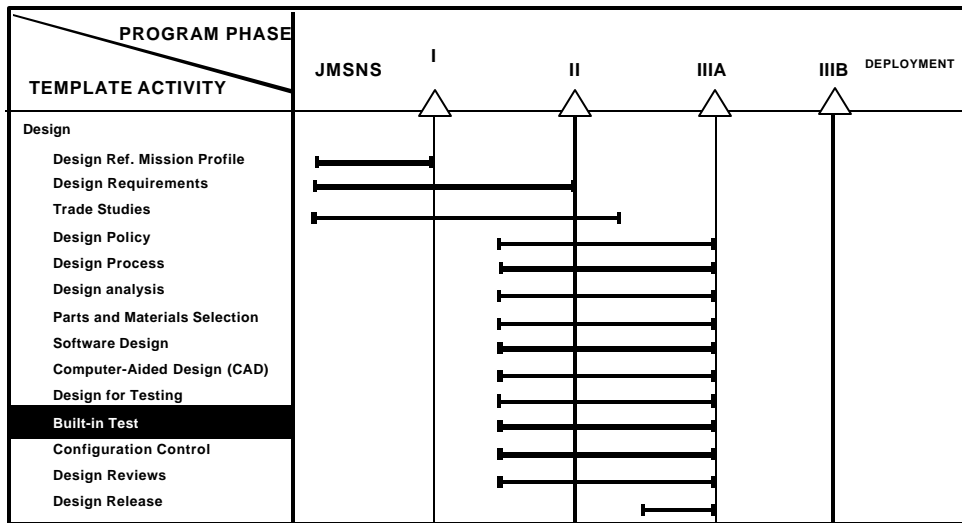 PROGRAM PHASE
TEMPLATE ACTIVITY
JMSNS
I
II
IIIA
IIIB
DEPLOYMENT
Design
Design Ref. Mission Profile
Design Requirements
Trade Studies
Design Policy
Design Process
Design analysis
Parts and Materials Selection
Software Design
Computer-Aided Design (CAD)
Design for Testing
Built-in Test
Configuration Control
Design Reviews
Design Release